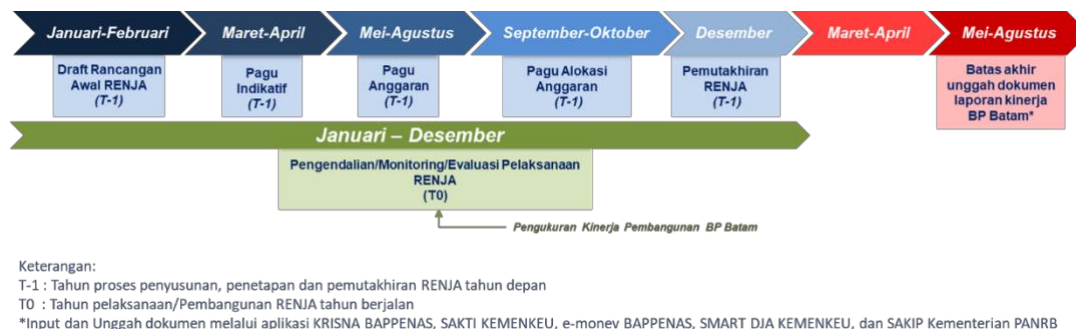 Januari-Februari
Maret-April
Mei-Agustus
September-Oktober
Desember
Maret-April
Mei-Agustus
Draft Rancangan
Awal RENJA
(T-1)
Pagu
Indikatif
(T-1)
Pagu
Anggaran
(T-1)
Pagu Alokasi
Anggaran
(T-1)
Pemutakhiran
RENJA
(T-1)
Batas akhir
unggah dokumen
laporan kinerja
BP Batam*
Januari – Desember
Pengendalian/Monitoring/Evaluasi Pelaksanaan
RENJA
(T0)
Pengukuran Kinerja Pembangunan BP Batam
Keterangan:
T-1 : Tahun proses penyusunan, penetapan dan pemutakhiran RENJA tahun depan
T0 : Tahun pelaksanaan/Pembangunan RENJA tahun berjalan
*Input dan Unggah dokumen melalui aplikasi KRISNA BAPPENAS, SAKTI KEMENKEU, e-monev BAPPENAS, SMART DJA KEMENKEU, dan SAKIP Kementerian PANRB